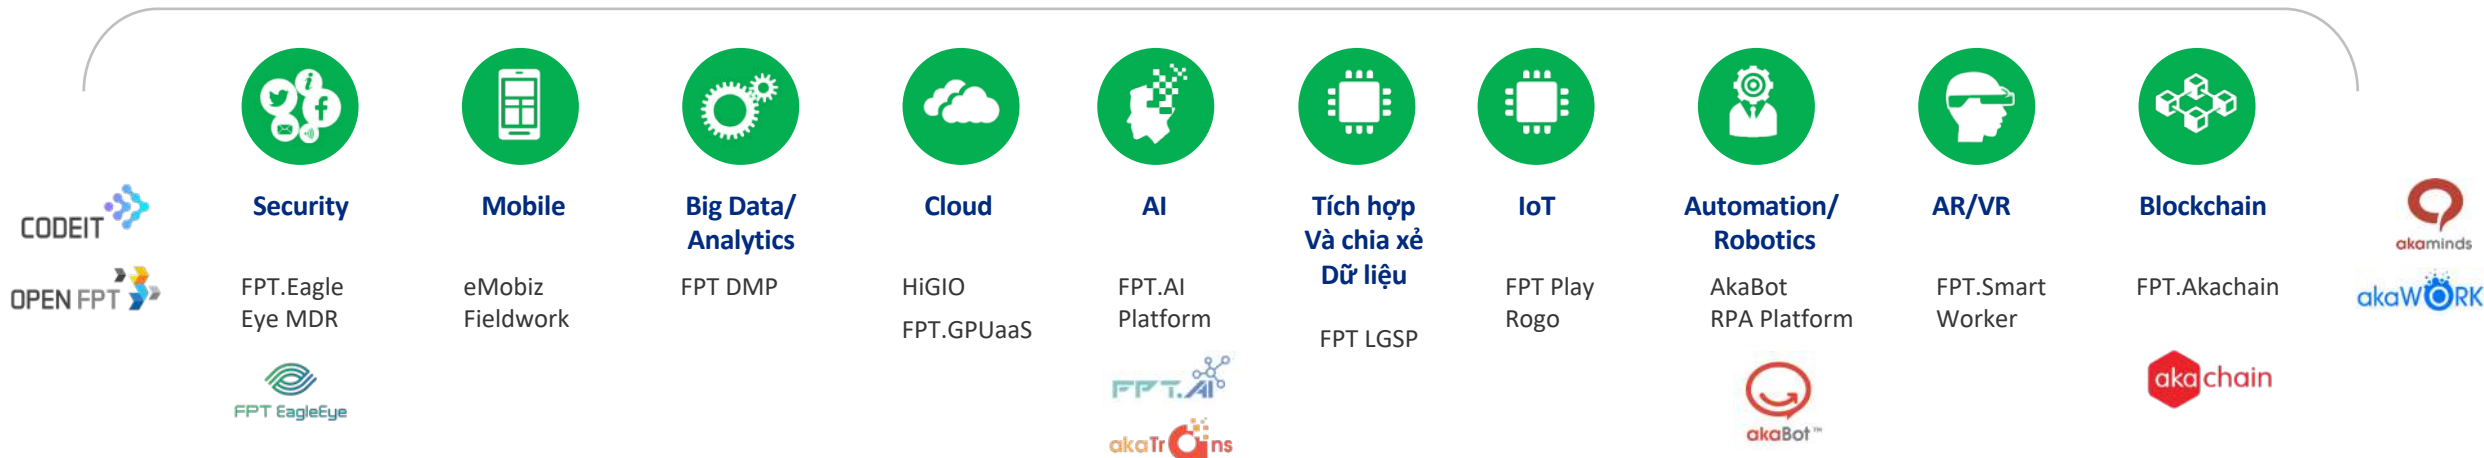 CODEIT
OPEN FPT
Security
FPT.Eagle
Eye MDR
FPT EagleEye
Mobile
eMobiz
Fieldwork
Big Data/
Analytics
FPT DMP
Cloud
HiGIO
FPT.GPUaaS
AI
FPT.AI
Platform
FPT.AI
akaTrans
Tích hợp
Và chia xẻ
Dữ liệu
FPT LGSP
IoT
FPT Play
Rogo
Automation/
Robotics
AkaBot
RPA Platform
akaBot™
AR/VR
FPT.Smart
Worker
Blockchain
FPT.Akachain
akachain
akaminds
akaWORK